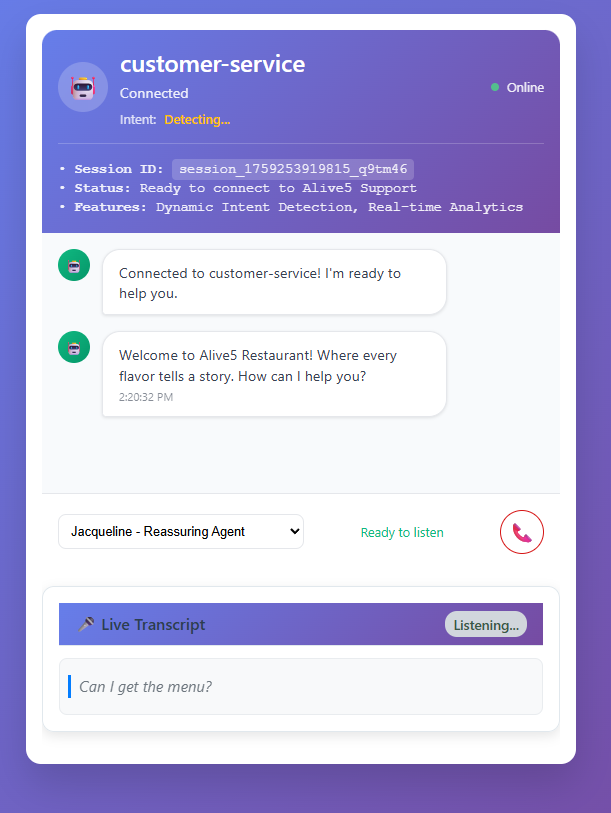 customer-service
Connected
Online
Intent: Detecting...
• Session ID: session_1759253919815_q9tm46
• Status: Ready to connect to Alive5 Support
• Features: Dynamic Intent Detection, Real-time Analytics
Connected to customer-service! I'm ready to
help you.
Welcome to Alive5 Restaurant! Where every
flavor tells a story. How can I help you?
2:20:32 PM
Jacqueline - Reassuring Agent
Ready to listen
Live Transcript
Listening...
Can I get the menu?